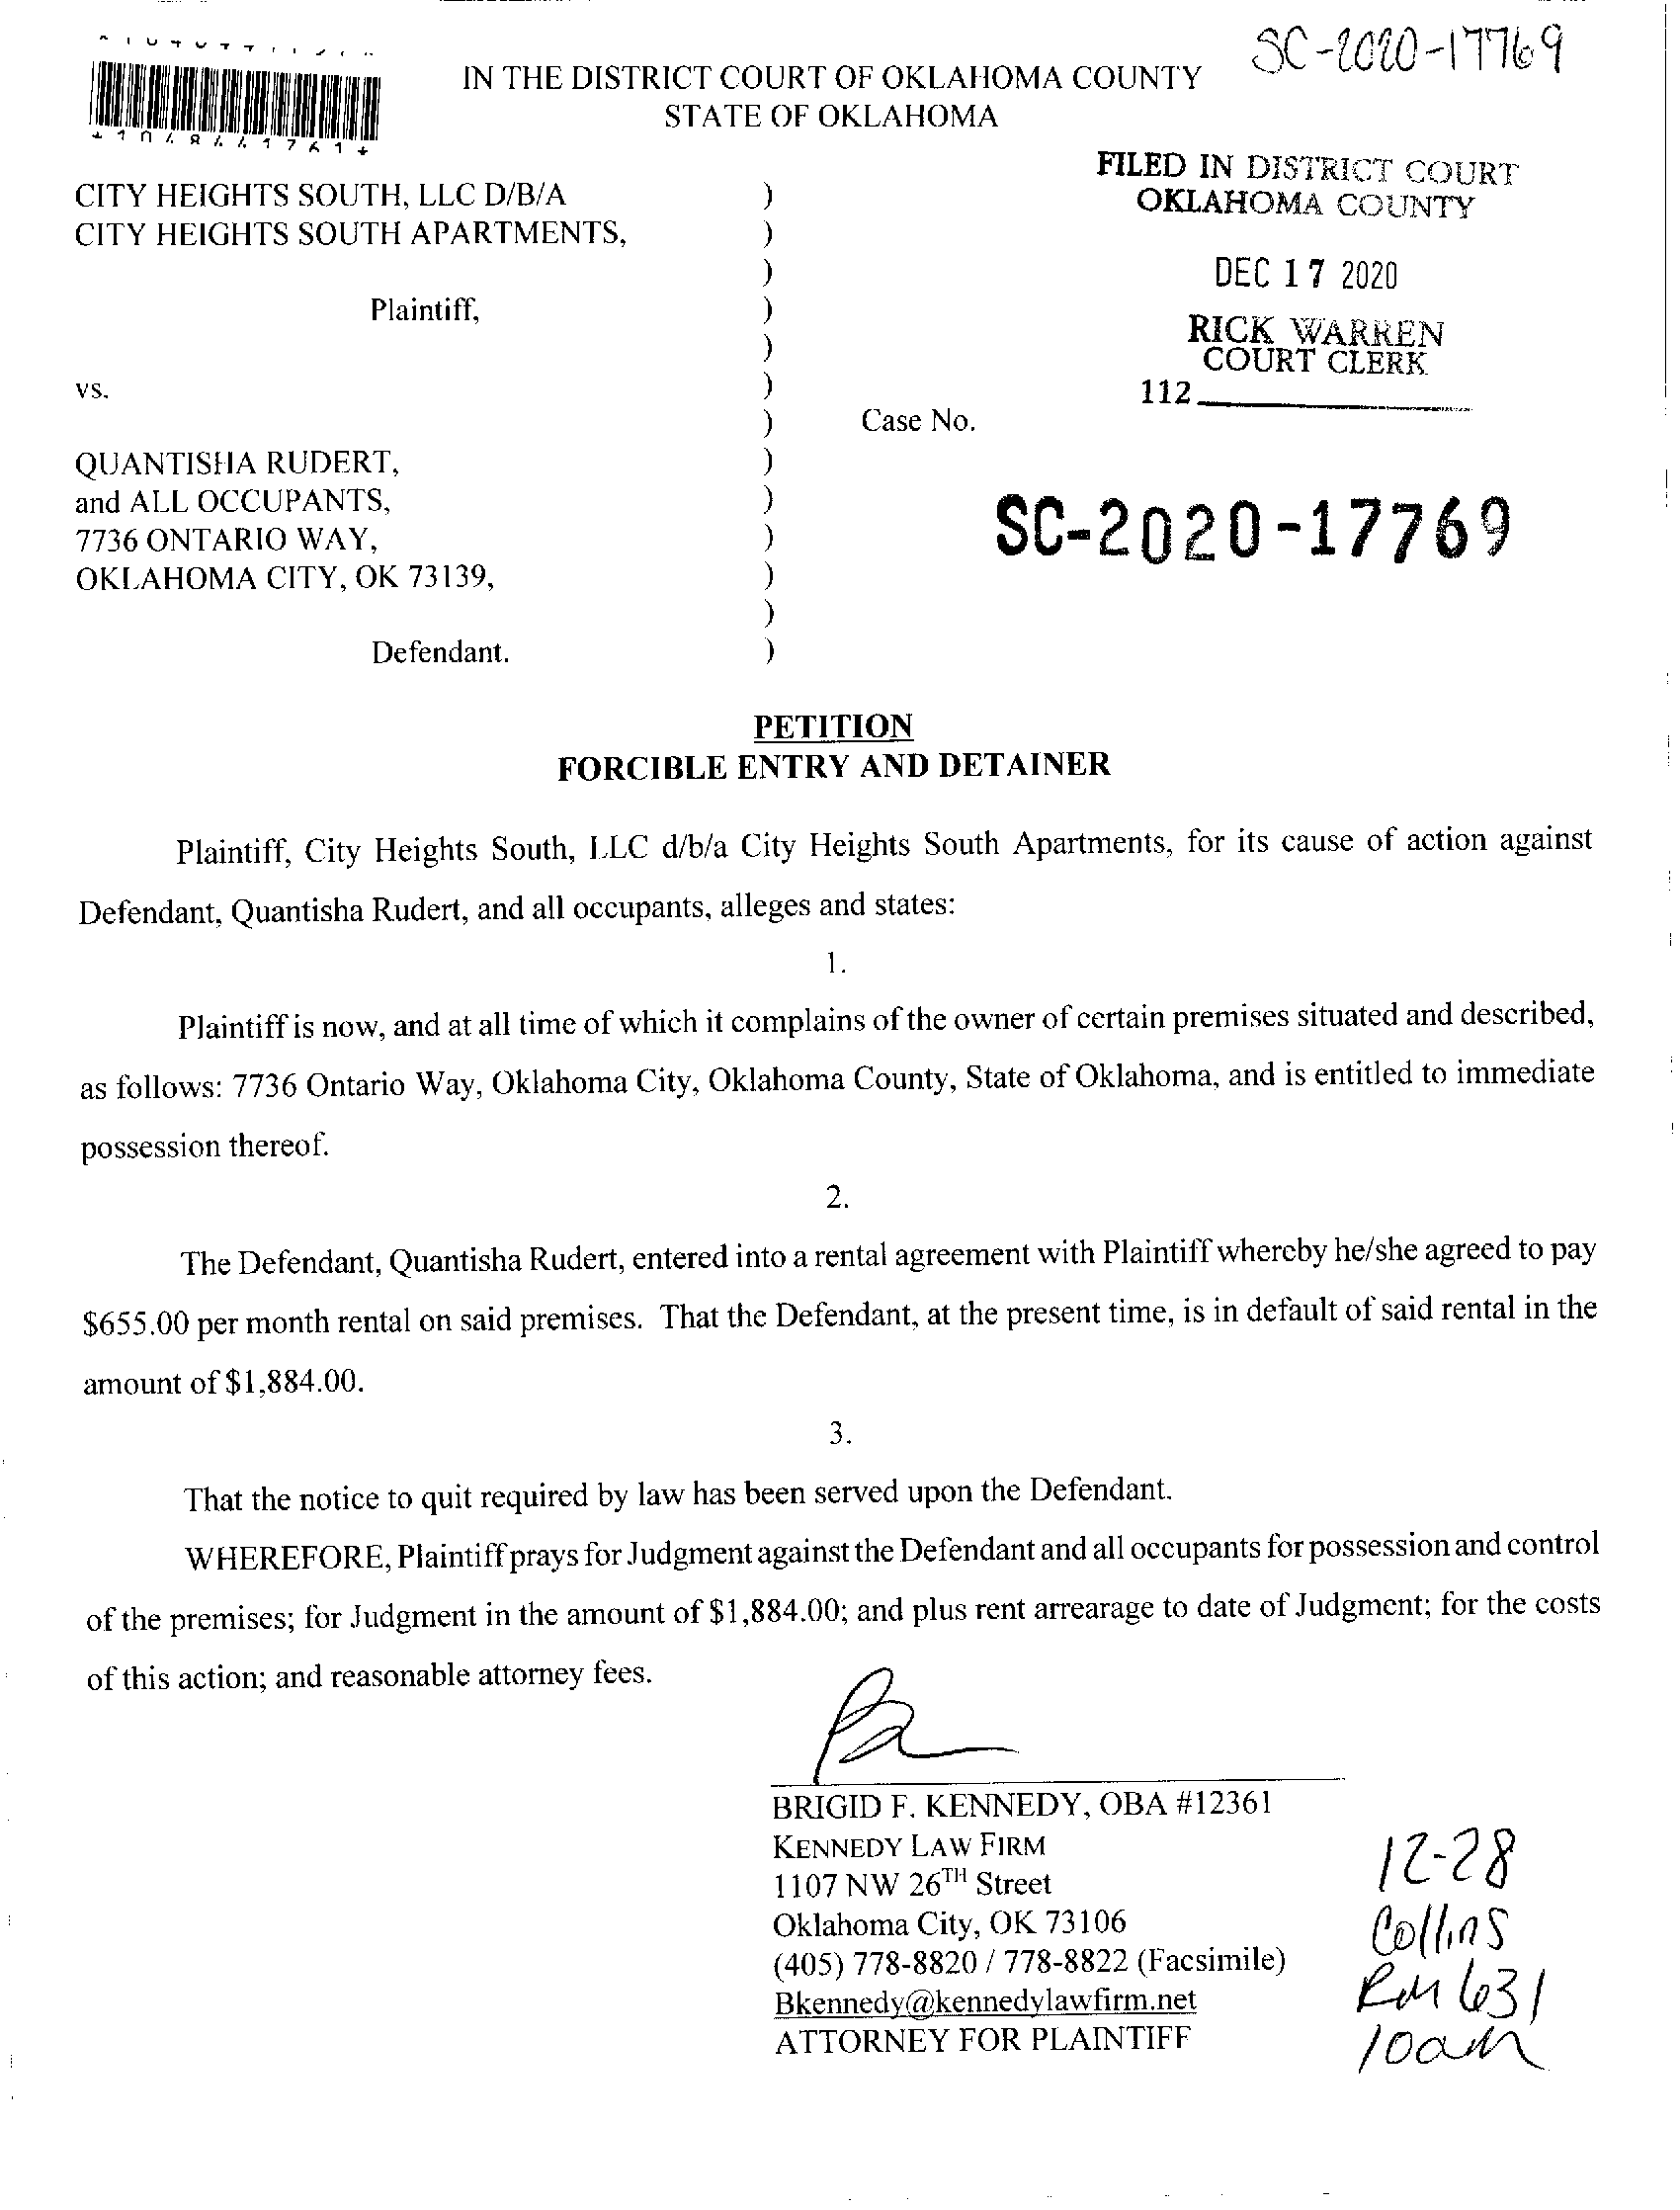 SC-2020-17769
IN THE DISTRICT COURT OF OKLAHOMA COUNTY
STATE OF OKLAHOMA
FILED IN DISTRICT COURT
OKLAHOMA COUNTY
DEC 17 2020
RICK WARREN
COURT CLERK
112
CITY HEIGHTS SOUTH, LLC D/B/A )
CITY HEIGHTS SOUTH APARTMENTS, )
)
Plaintiff, )
)
vs. )
) Case No.
QUANTISHA RUDERT, )
and ALL OCCUPANTS, )
7736 ONTARIO WAY, ) SC-2020-17769
OKLAHOMA CITY, OK 73139, )
)
Defendant. )
PETITION
FORCIBLE ENTRY AND DETAINER
Plaintiff, City Heights South, LLC d/b/a City Heights South Apartments, for its cause of action against
Defendant, Quantisha Rudert, and all occupants, alleges and states:
1.
Plaintiff is now, and at all time of which it complains of the owner of certain premises situated and described,
as follows: 7736 Ontario Way, Oklahoma City, Oklahoma County, State of Oklahoma, and is entitled to immediate
possession thereof.
2.
The Defendant, Quantisha Rudert, entered into a rental agreement with Plaintiff whereby he/she agreed to pay
$655.00 per month rental on said premises. That the Defendant, at the present time, is in default of said rental in the
amount of $1,884.00.
3.
That the notice to quit required by law has been served upon the Defendant.
WHEREFORE, Plaintiff prays for Judgment against the Defendant and all occupants for possession and control
of the premises; for Judgment in the amount of $1,884.00; and plus rent arrearage to date of Judgment; for the costs
of this action; and reasonable attorney fees.
BRIGID F. KENNEDY, OBA #12361
KENNEDY LAW FIRM
1107 NW 26TH Street
Oklahoma City, OK 73106
(405) 778-8820 / 778-8822 (Facsimile)
Bkennedy@kennedylawfirm.net
ATTORNEY FOR PLAINTIFF
12-28
Collins
Rm 631
10am